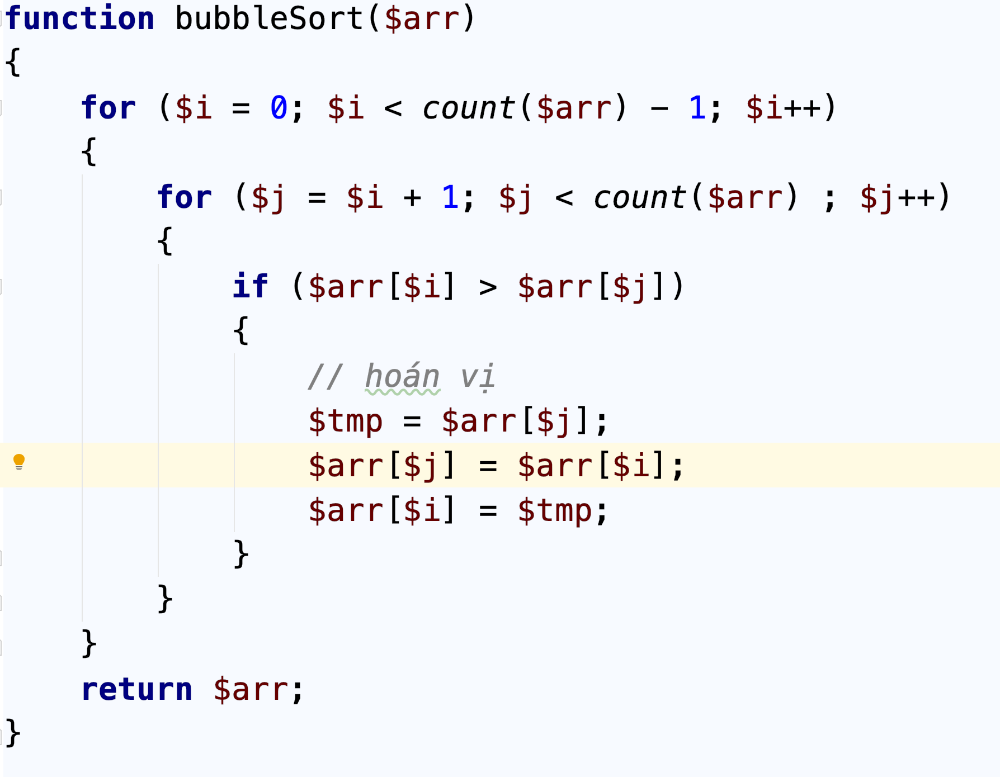 function bubbleSort($arr)
{
    for ($i = 0; $i < count($arr) - 1; $i++)
    {
        for ($j = $i + 1; $j < count($arr) ; $j++)
        {
            if ($arr[$i] > $arr[$j])
            {
                // hoán vị
                $tmp = $arr[$j];
                $arr[$j] = $arr[$i];
                $arr[$i] = $tmp;
            }
        }
    }
    return $arr;
}